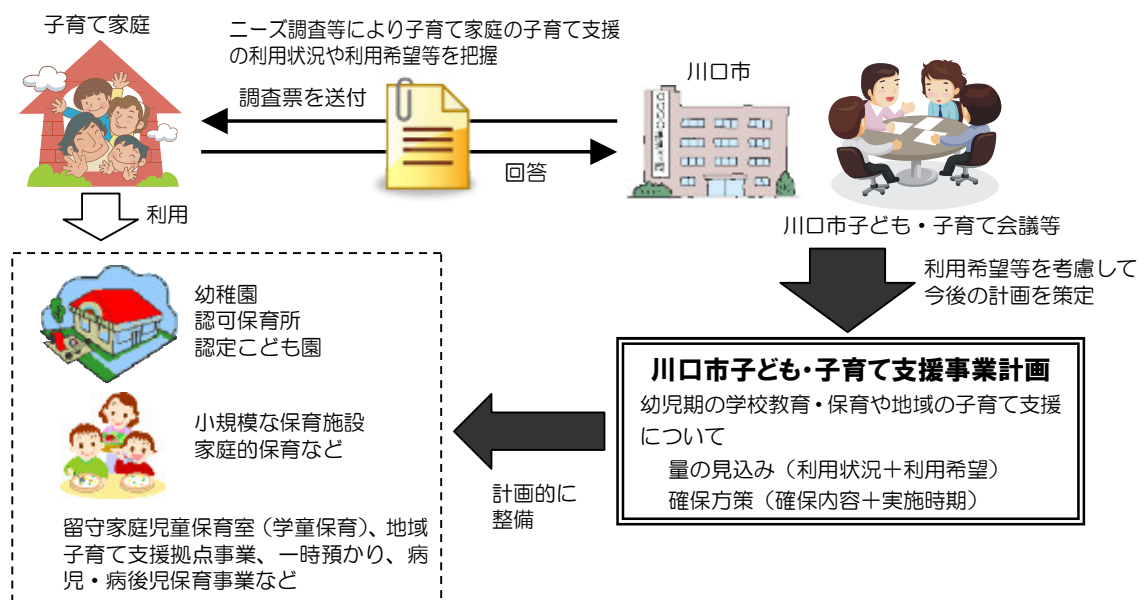 子育て家庭
ニーズ調査等により子育て家庭の子育て支援
の利用状況や利用希望等を把握
調査票を送付
回答
川口市
川口市子ども・子育て会議等
利用
利用希望等を考慮して
今後の計画を策定
幼稚園
認可保育所
認定こども園
小規模な保育施設
家庭的保育など
留守家庭児童保育室（学童保育）、地域
子育て支援拠点事業、一時預かり、病
児・病後児保育事業など
計画的に
整備
川口市子ども・子育て支援事業計画
幼児期の学校教育・保育や地域の子育て支援
について
量の見込み（利用状況＋利用希望）
確保方策（確保内容＋実施時期）